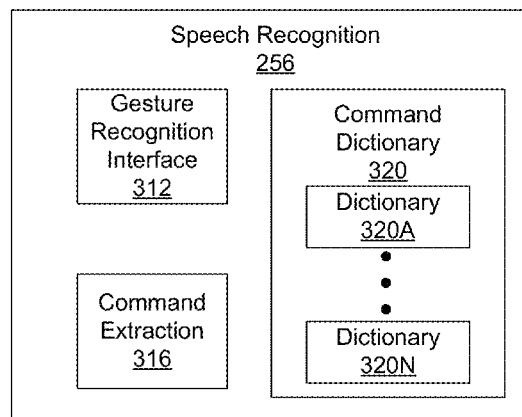 Speech Recognition
256
Gesture
Recognition
Interface
312
Command
Extraction
316
Command
Dictionary
320
Dictionary
320A
Dictionary
320N